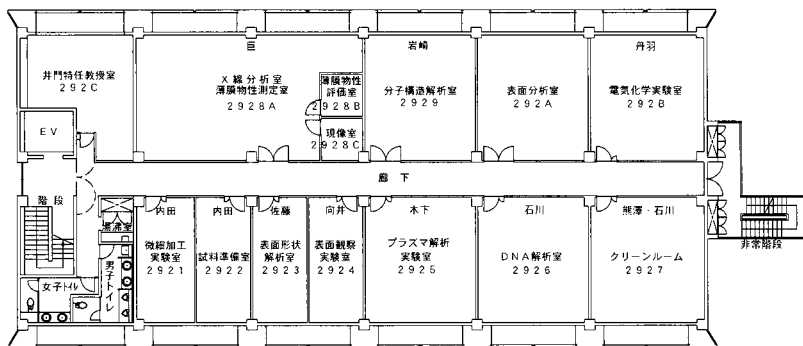 井門特任教授室
292C
EV
階段
X線分析室
薄膜物性測定室
2928A
薄膜物性
評価室
2928B
現像室
2928C
岩崎
分子構造解析室
2929
表面分析室
292A
丹羽
電気化学実験室
292B
廊下
湯沸室
男子トイレ
女子トイレ
内田
微細加工
実験室
2921
内田
試料準備室
2922
佐藤
表面形状
解析室
2923
向井
表面観察
実験室
2924
木下
プラズマ解析
実験室
2925
石川
DNA解析室
2926
熊澤・石川
クリーンルーム
2927
非常階段